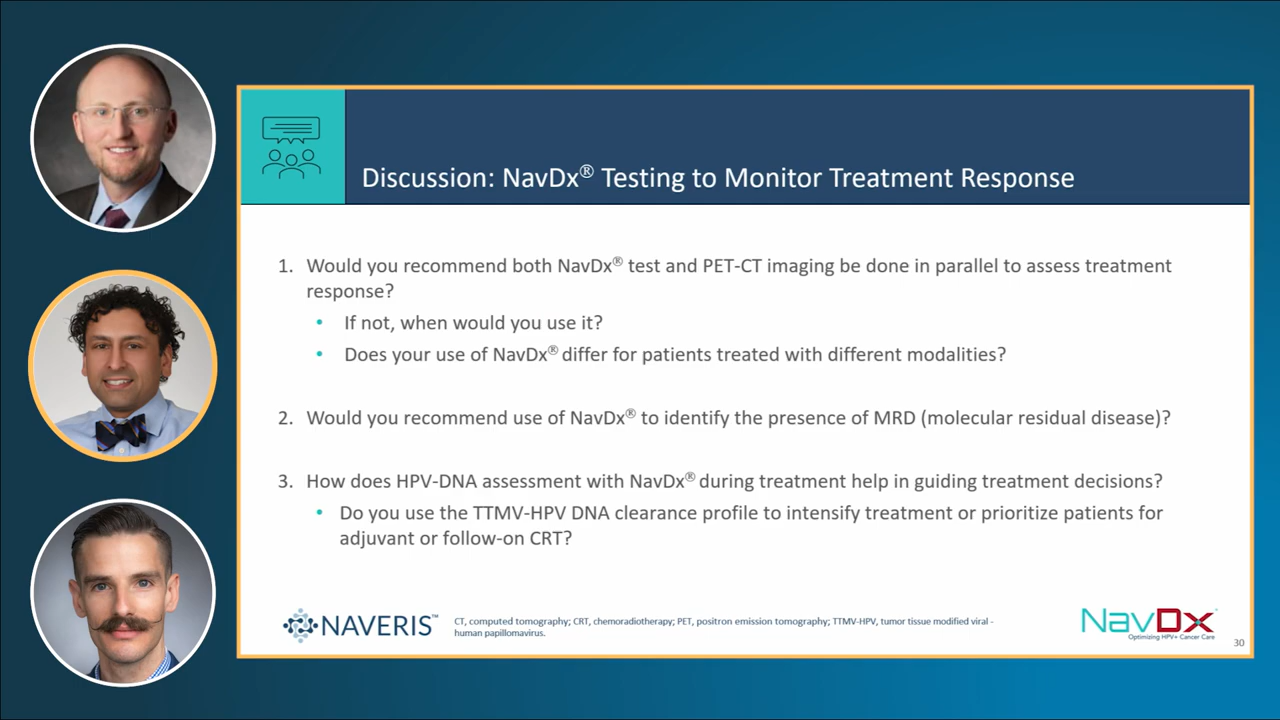 Discussion: NavDx® Testing to Monitor Treatment Response
1. Would you recommend both NavDx® test and PET-CT imaging be done in parallel to assess treatment
response?
• If not, when would you use it?
• Does your use of NavDx® differ for patients treated with different modalities?
2. Would you recommend use of NavDx® to identify the presence of MRD (molecular residual disease)?
3. How does HPV-DNA assessment with NavDx® during treatment help in guiding treatment decisions?
• Do you use the TTMV-HPV DNA clearance profile to intensify treatment or prioritize patients for
adjuvant or follow-on CRT?
NAVERIS™
CT, computed tomography; CRT, chemoradiotherapy; PET, positron emission tomography; TTMV-HPV, tumor tissue modified viral -
human papillomavirus.
NavDx®
Optimizing HPV+ Cancer Care
30